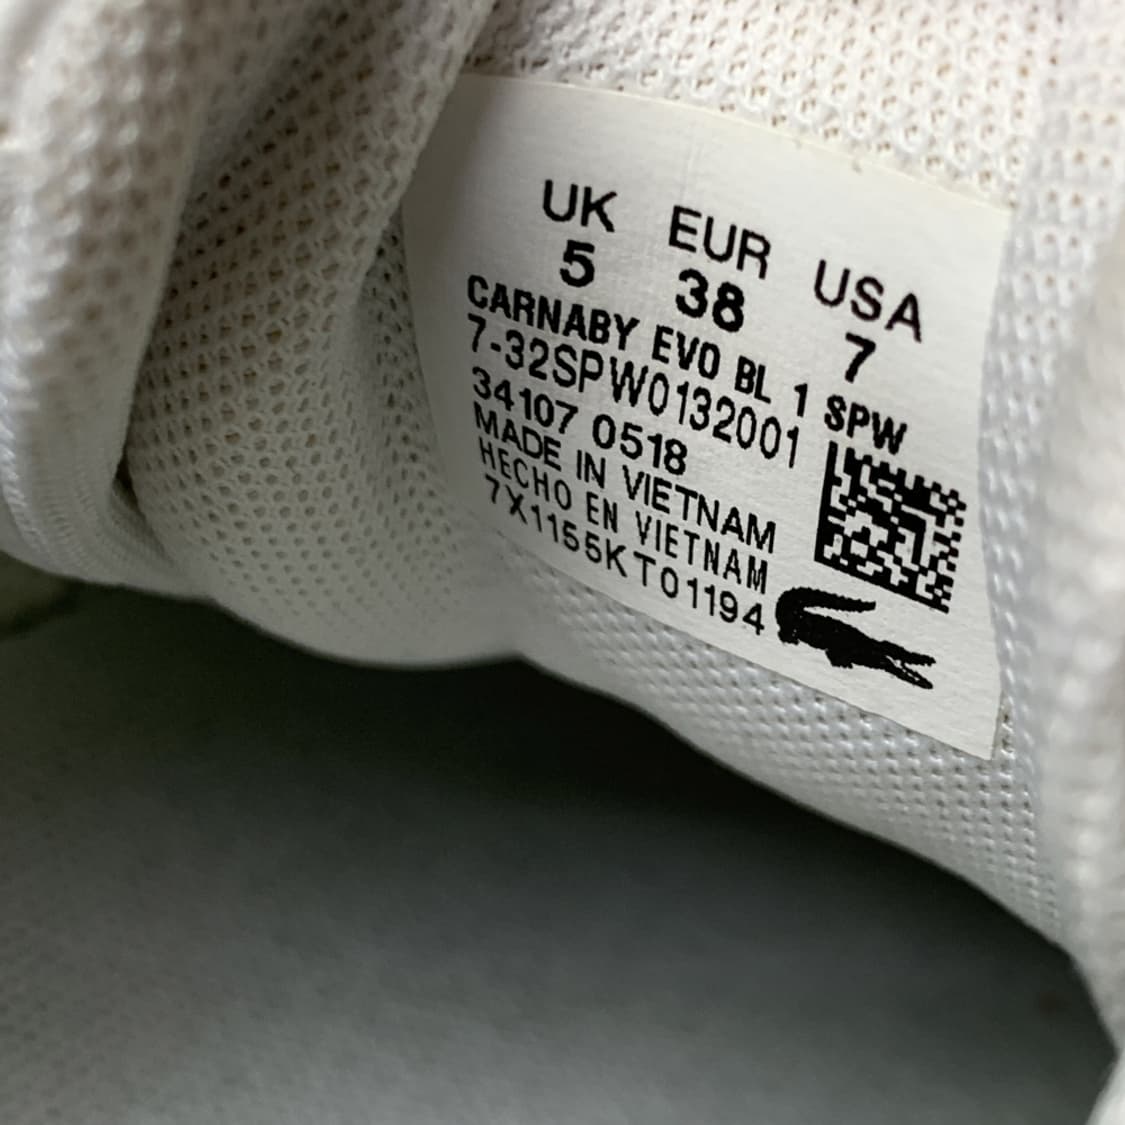 UK EUR USA
5 38 7
CARNABY EVO BL 1 SPW
7-32SPW0132001
34107 0518
MADE IN VIETNAM
HECHO EN VIETNAM
7X1155KT01194